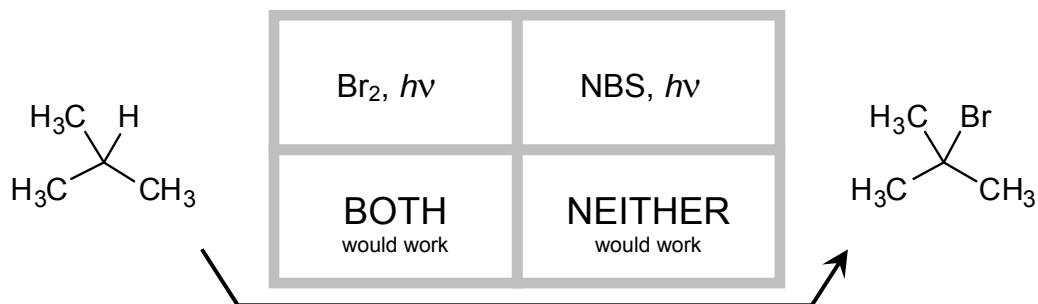 Br₂, hν
NBS, hν
H₃C H
H₃C CH₃
BOTH
would work
NEITHER
would work
H₃C Br
H₃C CH₃